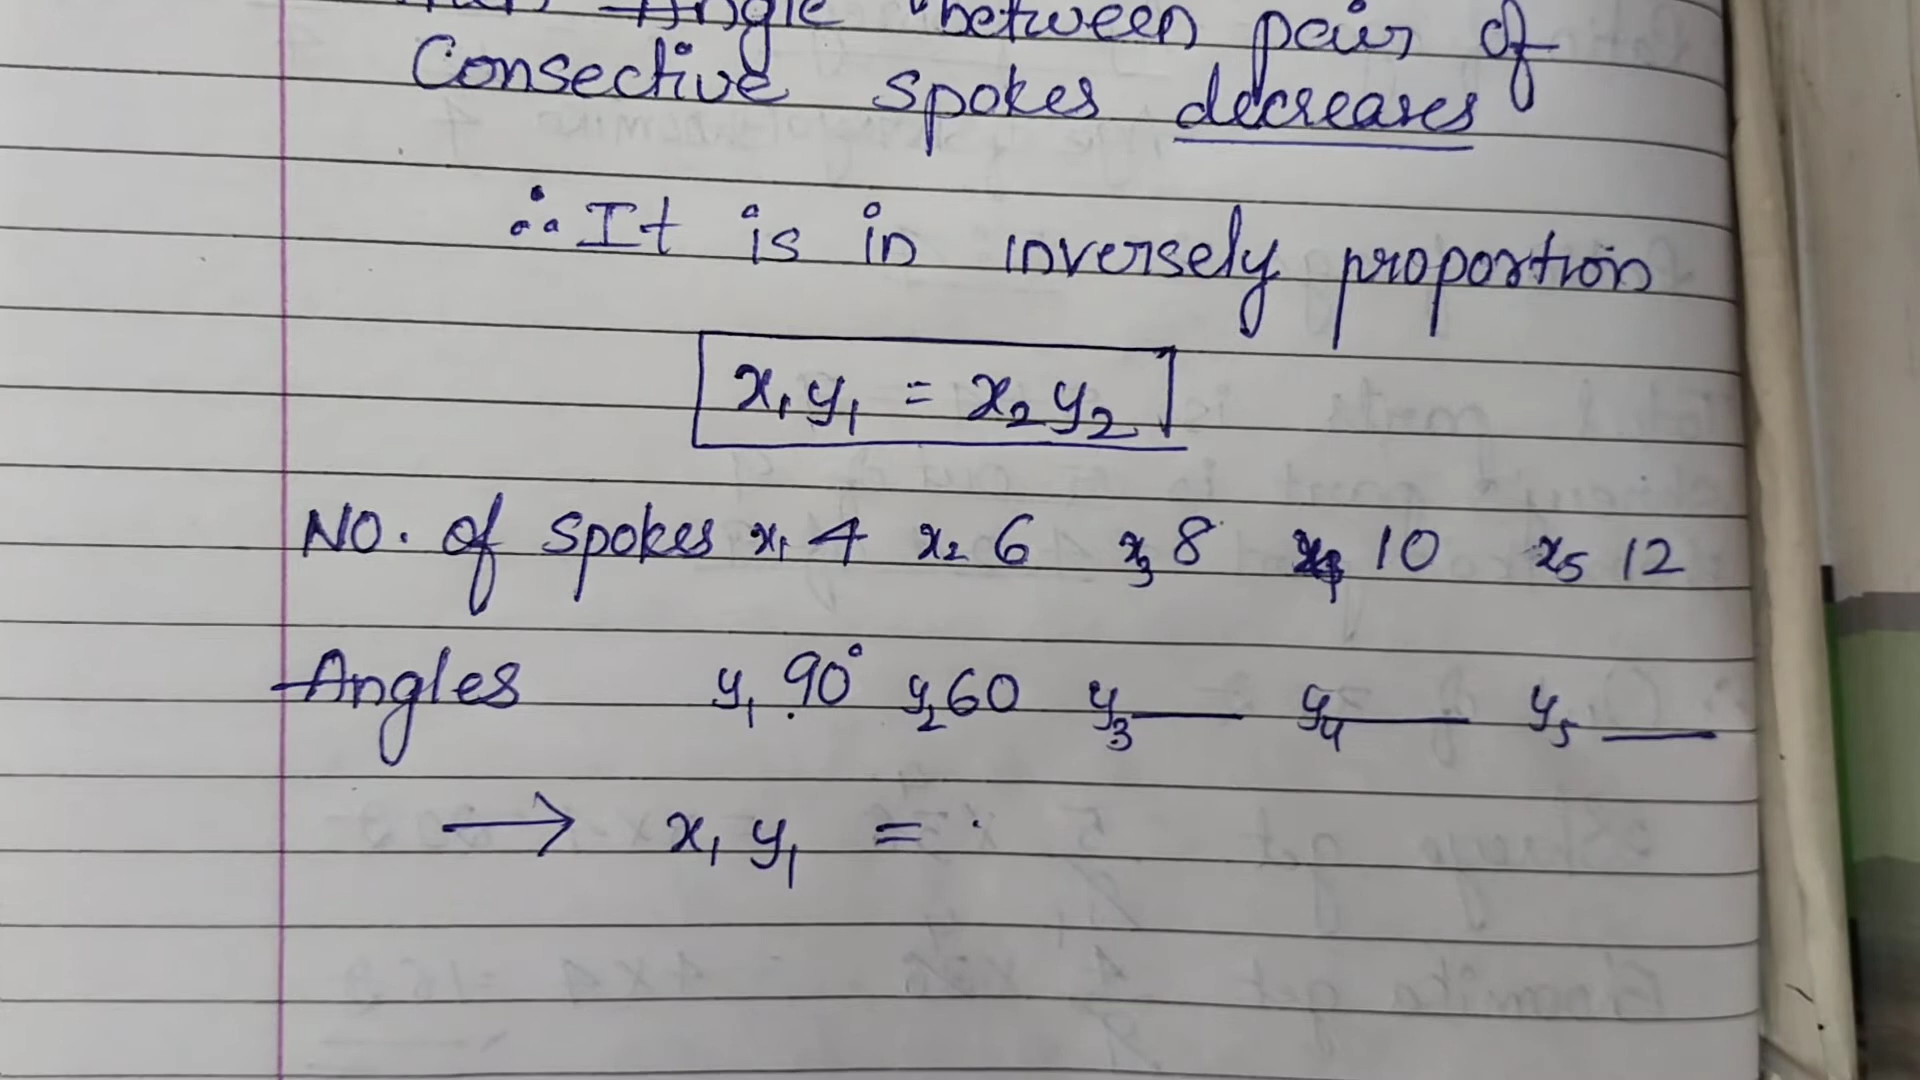 Angle between pair of
Consective spokes decreases
∴ It is in inversely proportion
x₁y₁ = x₂y₂
NO. of spokes x₁ 4 x₂ 6 x₃ 8 x₄ 10 x₅ 12
Angles y₁ 90° y₂ 60 y₃ ___ y₄ ___ y₅ ___
→ x₁ y₁ =